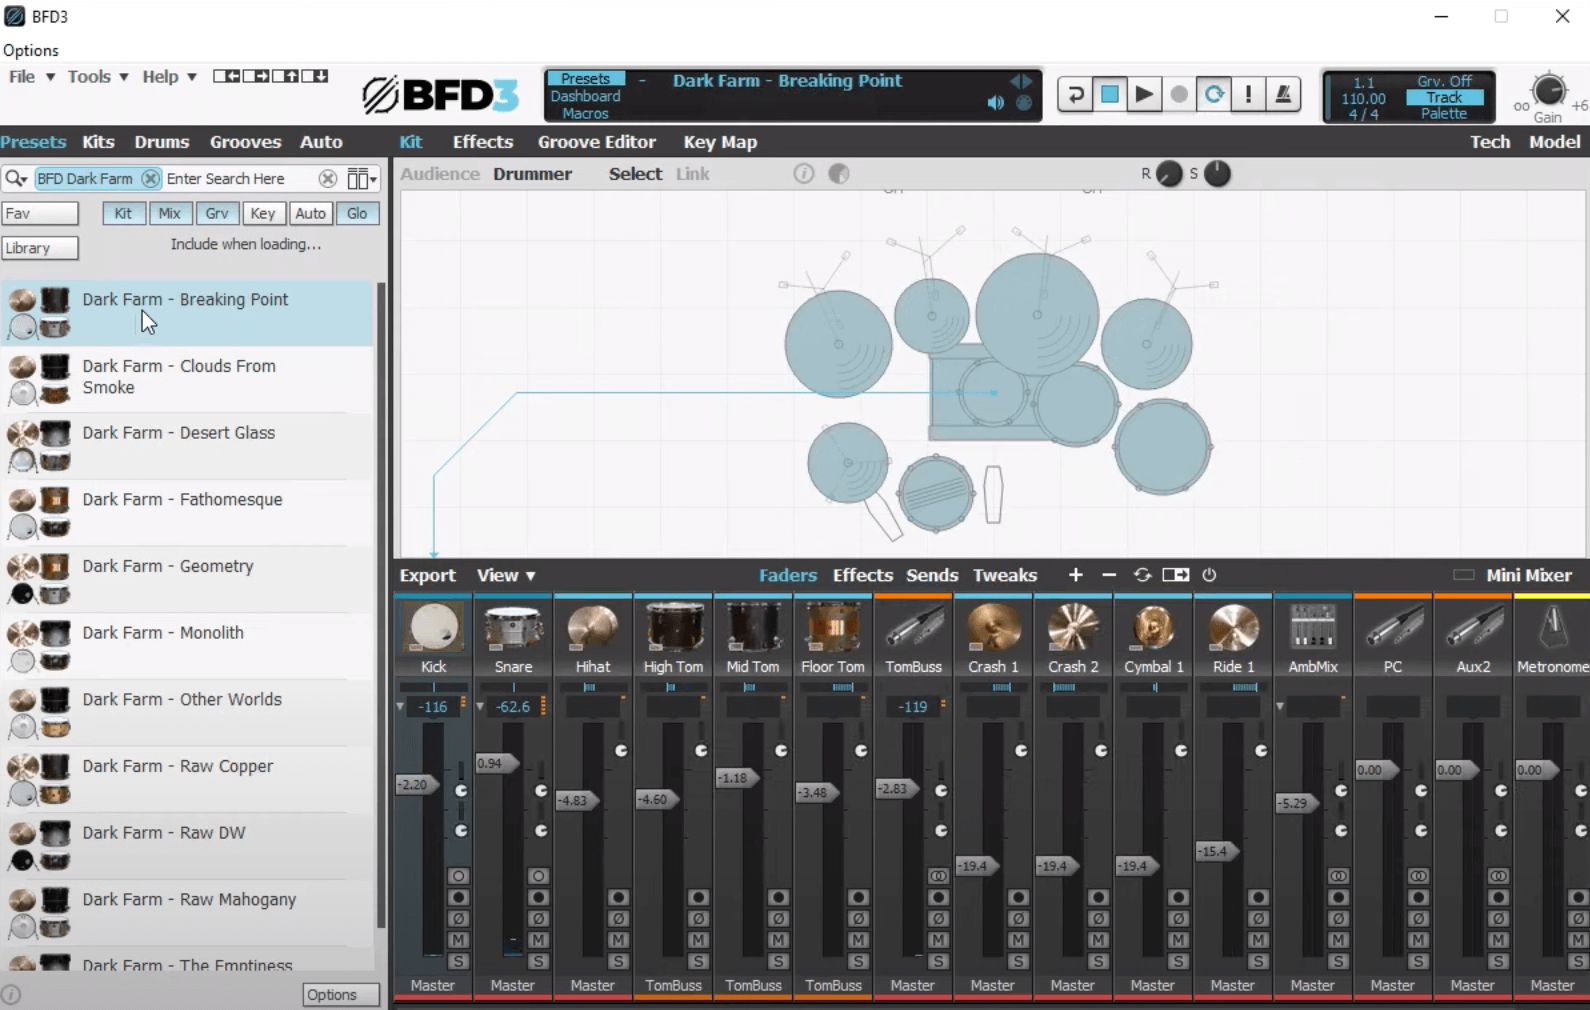 BFD3
Options
File ▼ Tools ▼ Help ▼
BFD3
Presets - Dark Farm - Breaking Point
Dashboard
Macros
1.1 Grv. Off
110.00 Track
4 / 4 Palette
oo +6
Gain
Presets Kits Drums Grooves Auto
Kit Effects Groove Editor Key Map
Tech Model
BFD Dark Farm Enter Search Here
Audience Drummer Select Link
R S
Fav Kit Mix Grv Key Auto Glo
Library Include when loading...
Dark Farm - Breaking Point
Dark Farm - Clouds From
Smoke
Dark Farm - Desert Glass
Dark Farm - Fathomesque
Dark Farm - Geometry
Dark Farm - Monolith
Dark Farm - Other Worlds
Dark Farm - Raw Copper
Dark Farm - Raw DW
Dark Farm - Raw Mahogany
Dark Farm - The Emptiness
Options
Export View ▼ Faders Effects Sends Tweaks + − Mini Mixer
Kick Snare Hihat High Tom Mid Tom Floor Tom TomBuss Crash 1 Crash 2 Cymbal 1 Ride 1 AmbMix PC Aux2 Metronome
-116 -62.6 -119
-2.20 0.94 -4.83 -4.60 -1.18 -3.48 -2.83 -19.4 -19.4 -19.4 -15.4 -5.29 0.00 0.00 0.00
Ø Ø Ø Ø Ø Ø Ø Ø Ø Ø Ø Ø Ø Ø Ø
M M M M M M M M M M M M M M M
S S S S S S S S S S S S S S S
Master Master Master TomBuss TomBuss TomBuss Master Master Master Master Master Master Master Master Master